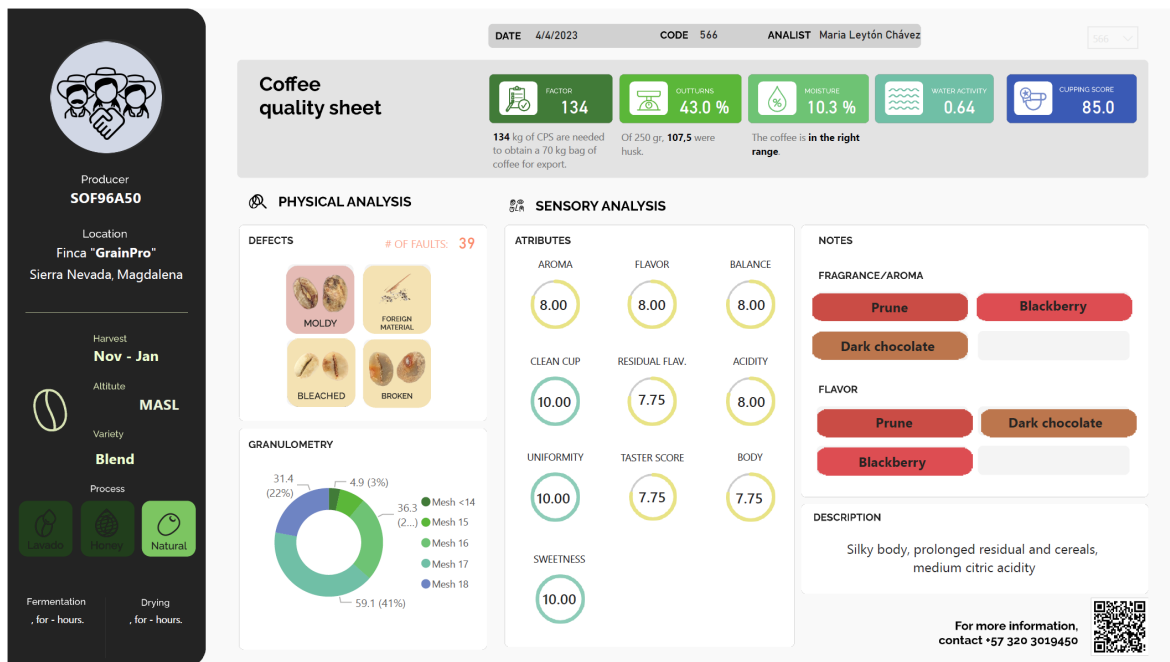 DATE 4/4/2023 CODE 566 ANALIST Maria Leytón Chávez
566
Coffee
quality sheet
FACTOR
134
134 kg of CPS are needed
to obtain a 70 kg bag of
coffee for export.
OUTTURNS
43.0 %
Of 250 gr, 107,5 were
husk.
MOISTURE
10.3 %
The coffee is in the right
range.
WATER ACTIVITY
0.64
CUPPING SCORE
85.0
Producer
SOF96A50
Location
Finca "GrainPro"
Sierra Nevada, Magdalena
Harvest
Nov - Jan
Altitute
MASL
Variety
Blend
Process
Lavado
Honey
Natural
Fermentation
, for - hours.
Drying
, for - hours.
PHYSICAL ANALYSIS
DEFECTS
# OF FAULTS: 39
MOLDY
FOREIGN
MATERIAL
BLEACHED
BROKEN
GRANULOMETRY
31.4
(22%)
4.9 (3%)
36.3
(2...)
59.1 (41%)
Mesh <14
Mesh 15
Mesh 16
Mesh 17
Mesh 18
SENSORY ANALYSIS
ATRIBUTES
AROMA
8.00
FLAVOR
8.00
BALANCE
8.00
CLEAN CUP
10.00
RESIDUAL FLAV.
7.75
ACIDITY
8.00
UNIFORMITY
10.00
TASTER SCORE
7.75
BODY
7.75
SWEETNESS
10.00
NOTES
FRAGRANCE/AROMA
Prune
Blackberry
Dark chocolate
FLAVOR
Prune
Dark chocolate
Blackberry
DESCRIPTION
Silky body, prolonged residual and cereals,
medium citric acidity
For more information,
contact +57 320 3019450